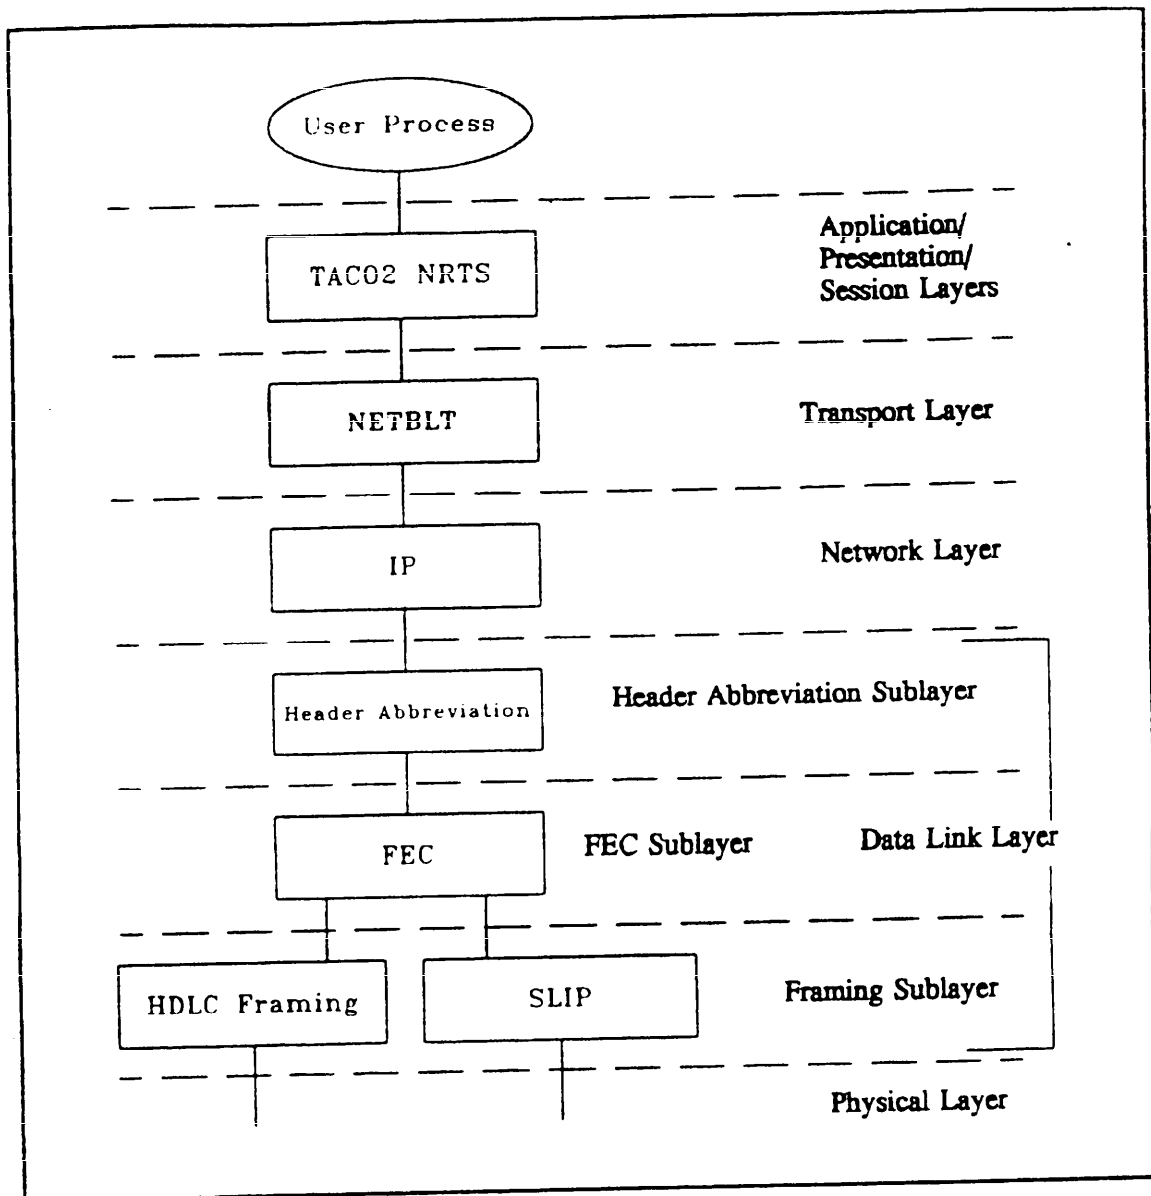 User Process
Application/
Presentation/
Session Layers
TACO2 NRTS
NETBLT
Transport Layer
IP
Network Layer
Header Abbreviation
Header Abbreviation Sublayer
FEC
FEC Sublayer
Data Link Layer
HDLC Framing
SLIP
Framing Sublayer
Physical Layer